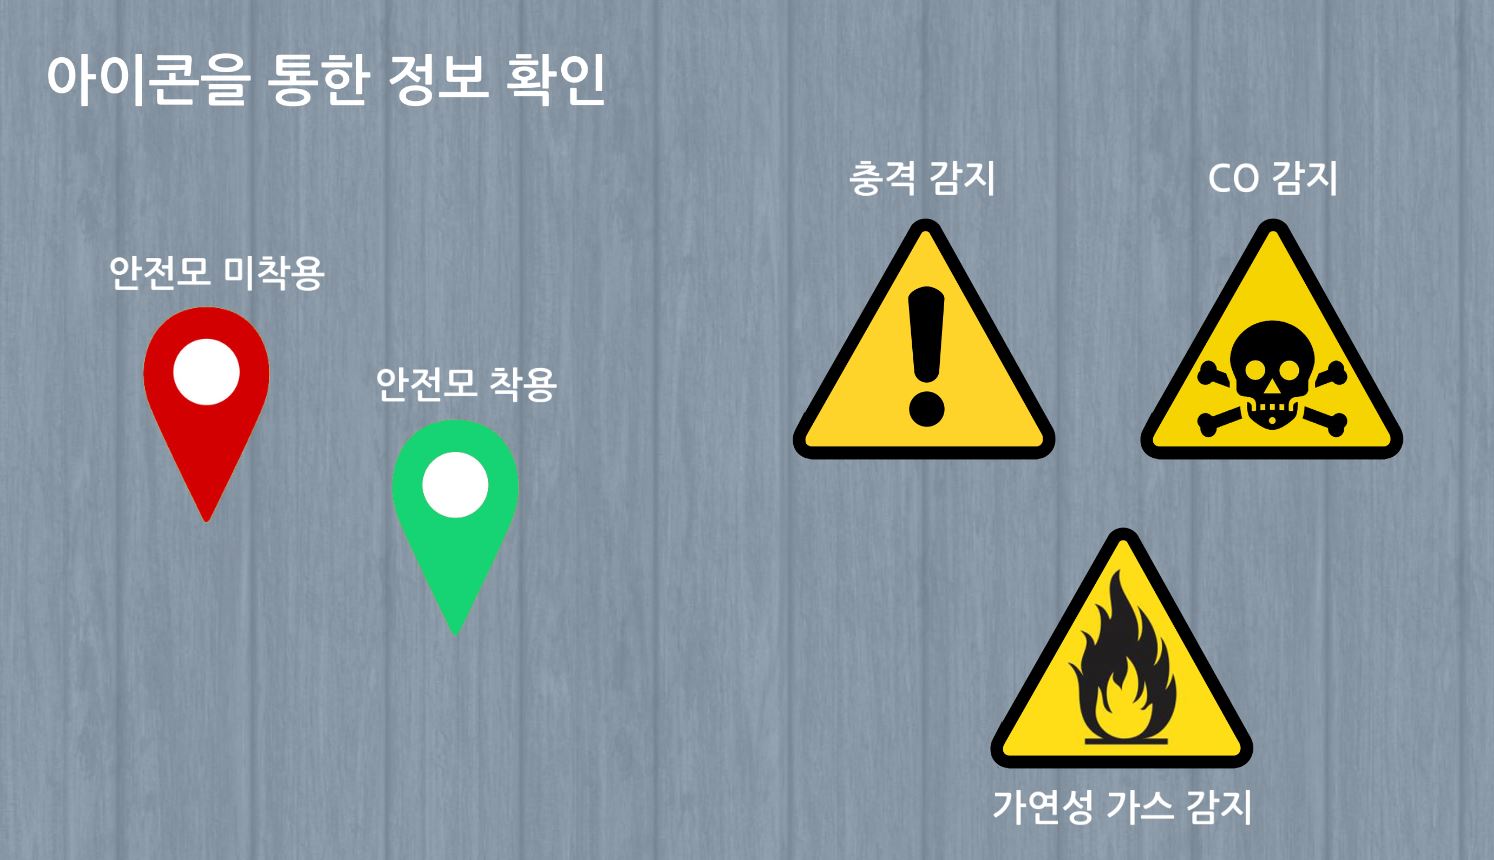 아이콘을 통한 정보 확인
충격 감지
CO 감지
안전모 미착용
안전모 착용
가연성 가스 감지